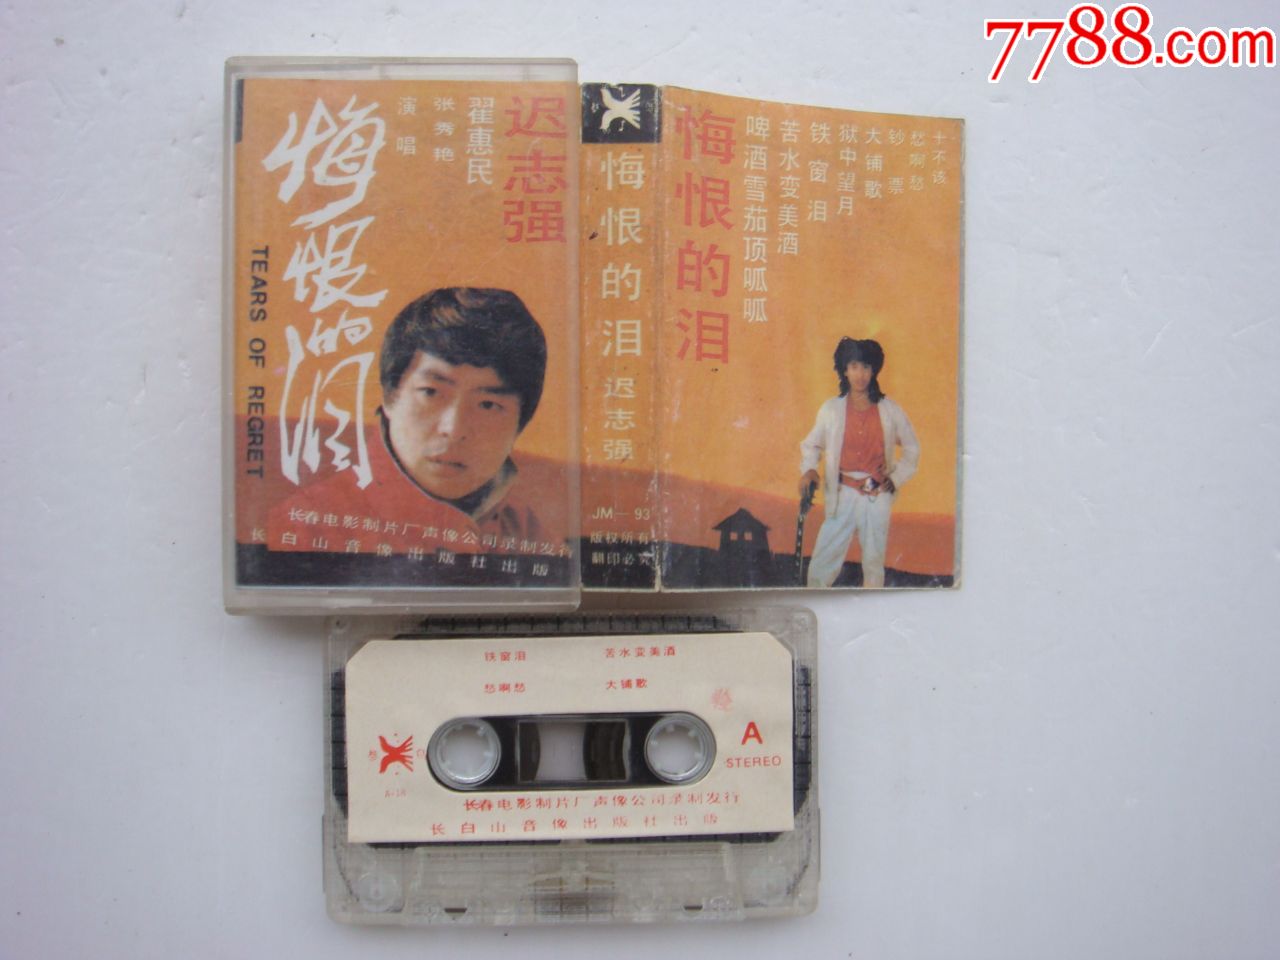 7788.com
迟志强
翟惠民
张秀艳
演唱
悔恨的泪
TEARS OF REGRET
长春电影制片厂声像公司录制发行
长白山音像出版社出版
悔恨的泪
迟志强
JM—93
版权所有
翻印必究
悔恨的泪
十不该
愁啊愁
钞票
大铺歌
狱中望月
铁窗泪
苦水变美酒
啤酒雪茄顶呱呱
铁窗泪
苦水变美酒
愁啊愁
大铺歌
A
STEREO
A-18
长春电影制片厂声像公司录制发行
长白山音像出版社出版